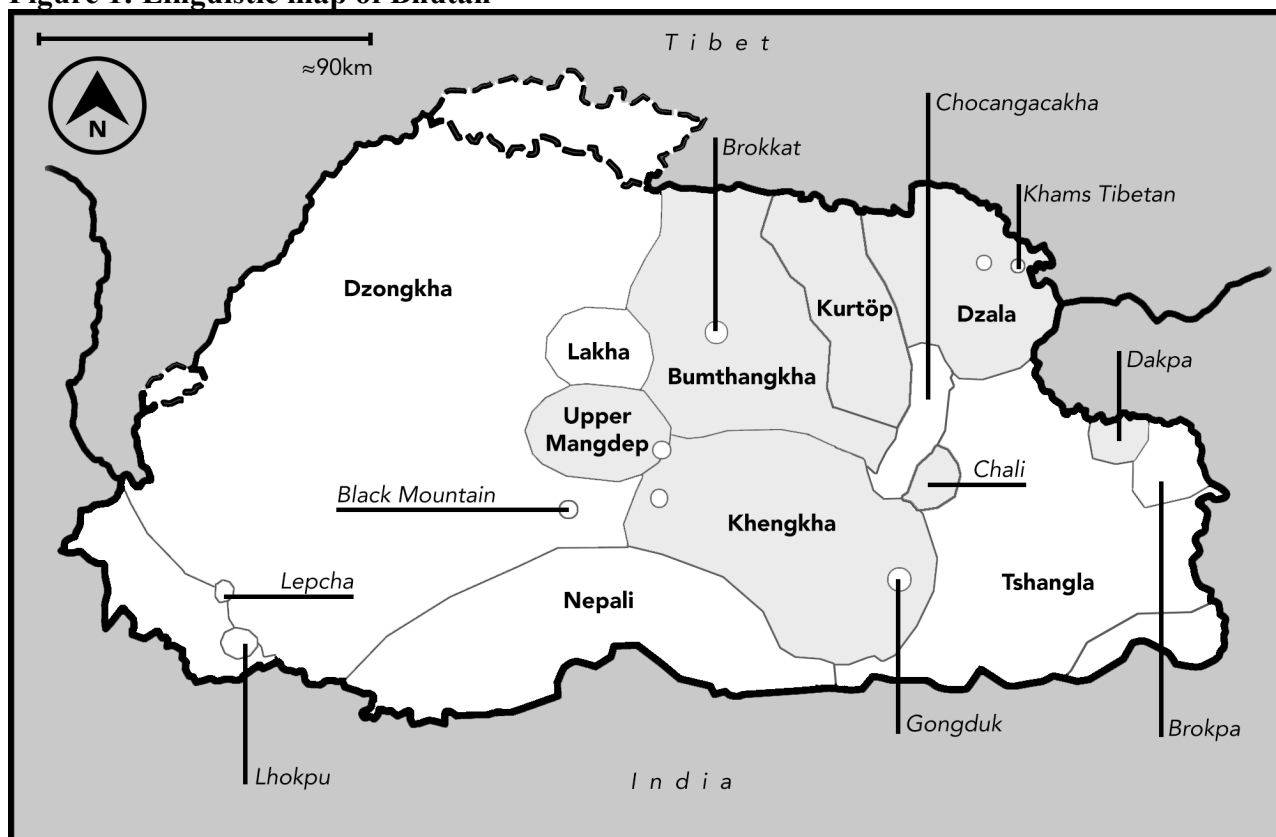 Figure 1: Linguistic map of Bhutan
≈90km
N
Tibet
Chocangacakha
Brokkat
Khams Tibetan
Dzongkha
Kurtöp
Dzala
Lakha
Dakpa
Bumthangkha
Upper
Mangdep
Chali
Black Mountain
Khengkha
Lepcha
Nepali
Tshangla
Gongduk
Brokpa
Lhokpu
India